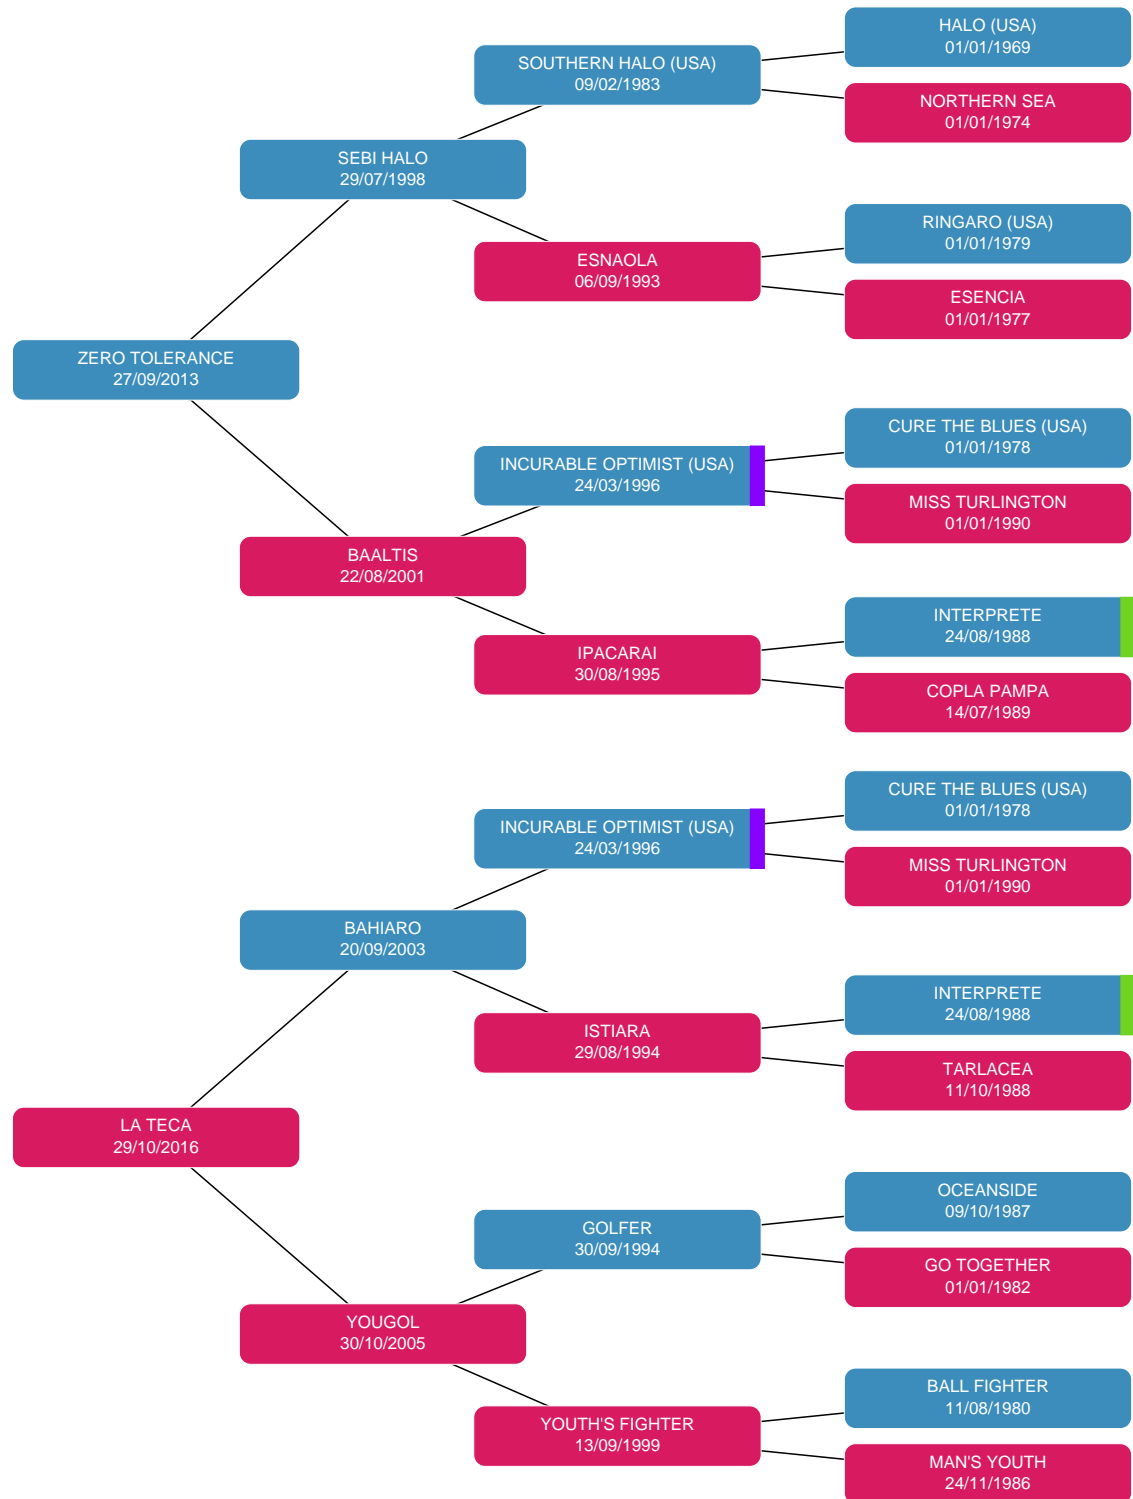 HALO (USA)
01/01/1969
SOUTHERN HALO (USA)
09/02/1983
NORTHERN SEA
01/01/1974
SEBI HALO
29/07/1998
RINGARO (USA)
01/01/1979
ESNAOLA
06/09/1993
ESENCIA
01/01/1977
ZERO TOLERANCE
27/09/2013
CURE THE BLUES (USA)
01/01/1978
INCURABLE OPTIMIST (USA)
24/03/1996
MISS TURLINGTON
01/01/1990
BAALTIS
22/08/2001
INTERPRETE
24/08/1988
IPACARAI
30/08/1995
COPLA PAMPA
14/07/1989
CURE THE BLUES (USA)
01/01/1978
INCURABLE OPTIMIST (USA)
24/03/1996
MISS TURLINGTON
01/01/1990
BAHIARO
20/09/2003
INTERPRETE
24/08/1988
ISTIARA
29/08/1994
TARLACEA
11/10/1988
LA TECA
29/10/2016
OCEANSIDE
09/10/1987
GOLFER
30/09/1994
GO TOGETHER
01/01/1982
YOUGOL
30/10/2005
BALL FIGHTER
11/08/1980
YOUTH'S FIGHTER
13/09/1999
MAN'S YOUTH
24/11/1986